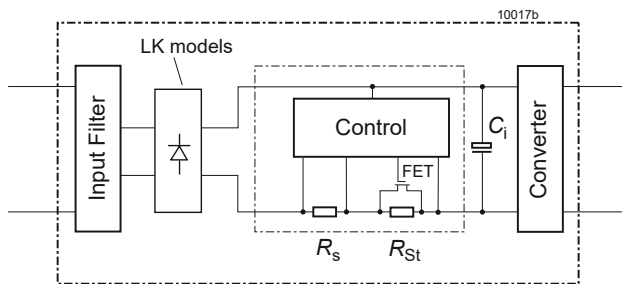 10017b
LK models
Input Filter
Control
FET
Ci
Converter
Rs
RSt